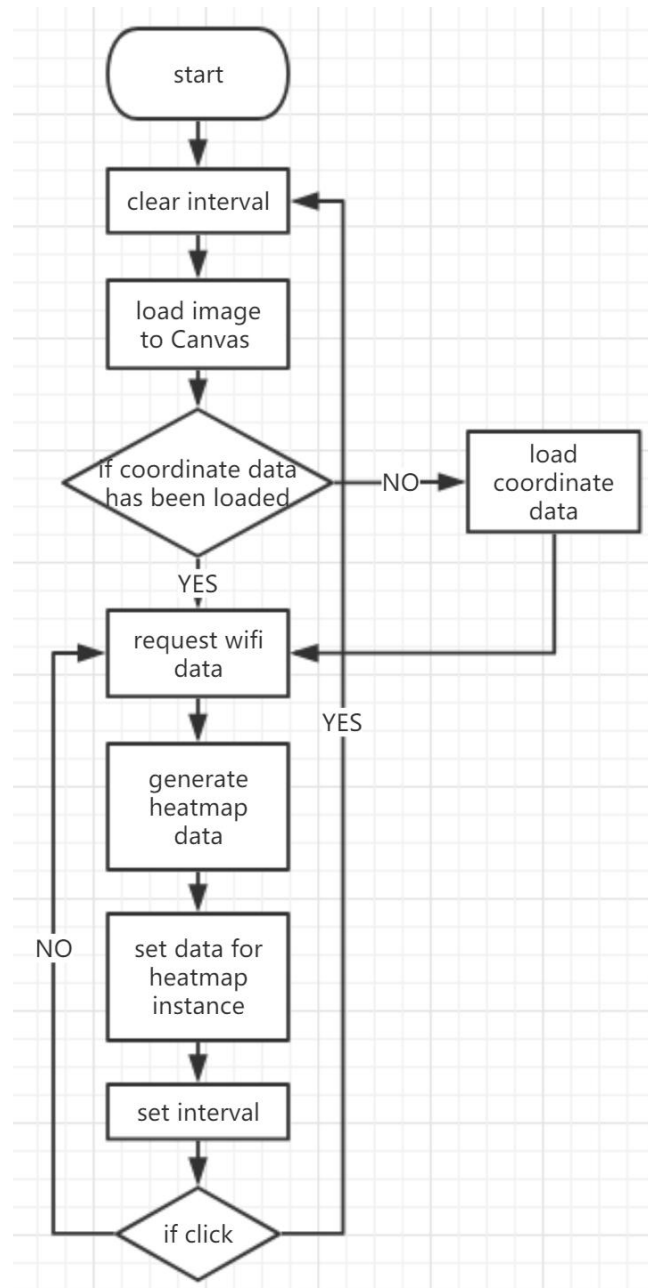 start
clear interval
load image
to Canvas
if coordinate data
has been loaded
NO
load
coordinate
data
YES
request wifi
data
YES
generate
heatmap
data
NO
set data for
heatmap
instance
set interval
if click